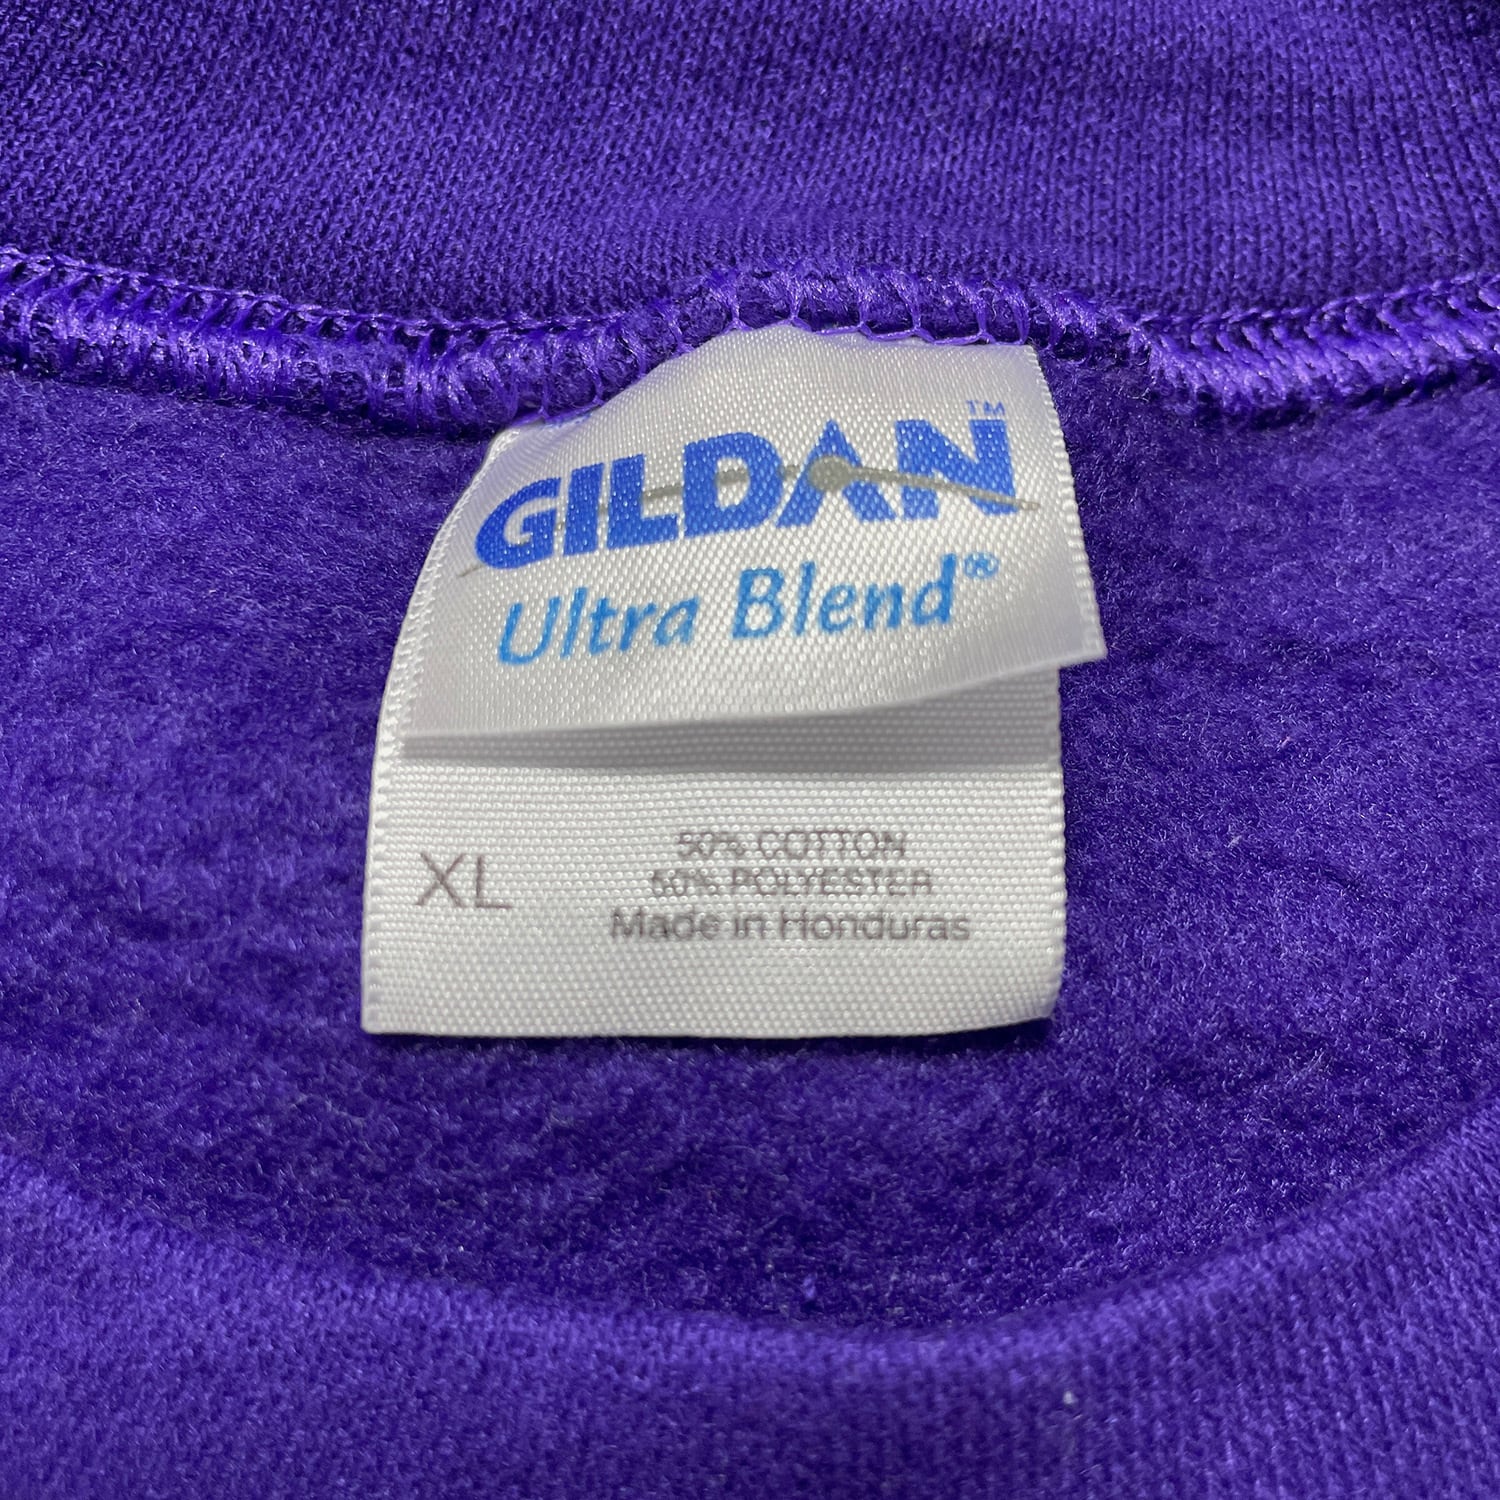 GILDAN™
Ultra Blend®
XL
50% COTTON
50% POLYESTER
Made in Honduras